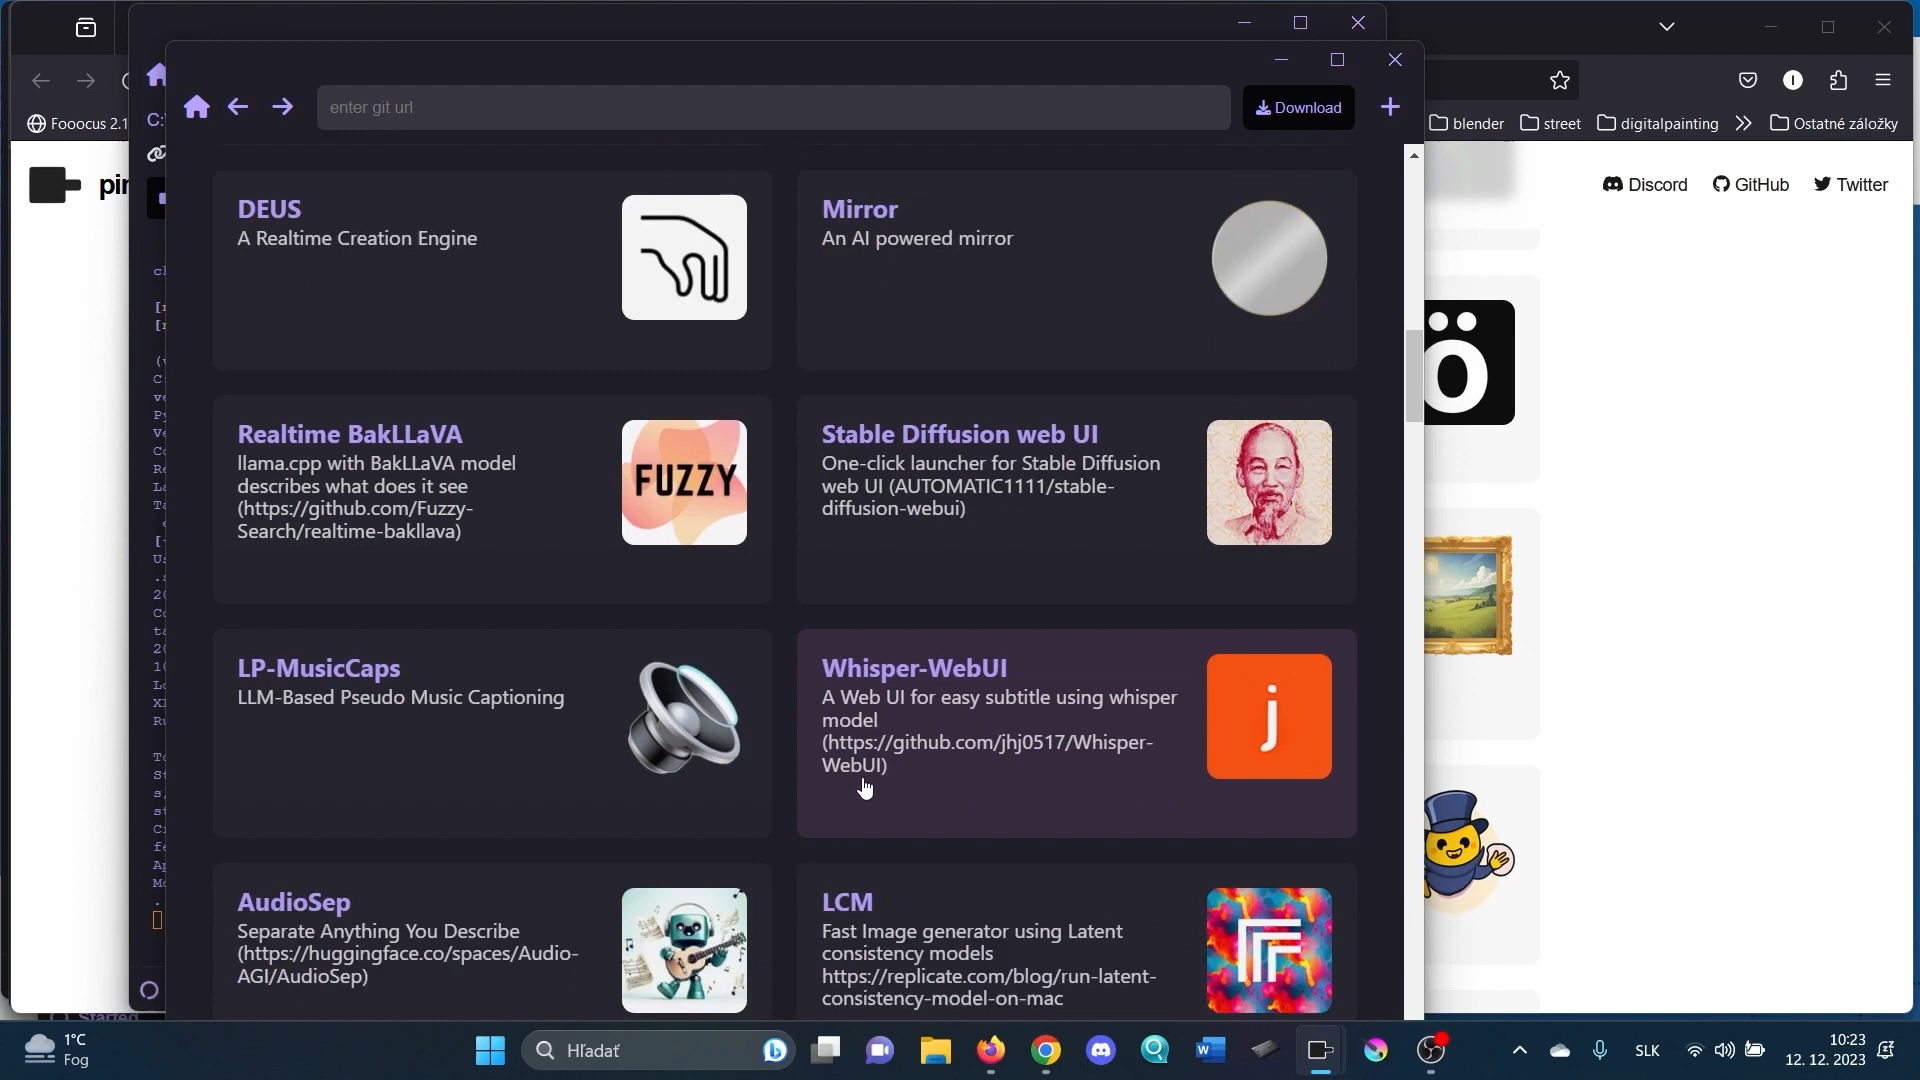 Fooocus 2.1
blender
street
digitalpainting
Ostatné záložky
enter git url
Download
Discord
GitHub
Twitter
DEUS
A Realtime Creation Engine
Mirror
An AI powered mirror
Realtime BakLLaVA
llama.cpp with BakLLaVA model
describes what does it see
(https://github.com/Fuzzy-
Search/realtime-bakllava)
FUZZY
Stable Diffusion web UI
One-click launcher for Stable Diffusion
web UI (AUTOMATIC1111/stable-
diffusion-webui)
ö
LP-MusicCaps
LLM-Based Pseudo Music Captioning
Whisper-WebUI
A Web UI for easy subtitle using whisper
model
(https://github.com/jhj0517/Whisper-
WebUI)
j
AudioSep
Separate Anything You Describe
(https://huggingface.co/spaces/Audio-
AGI/AudioSep)
LCM
Fast Image generator using Latent
consistency models
https://replicate.com/blog/run-latent-
consistency-model-on-mac
1°C
Fog
Hľadať
SLK
10:23
12. 12. 2023